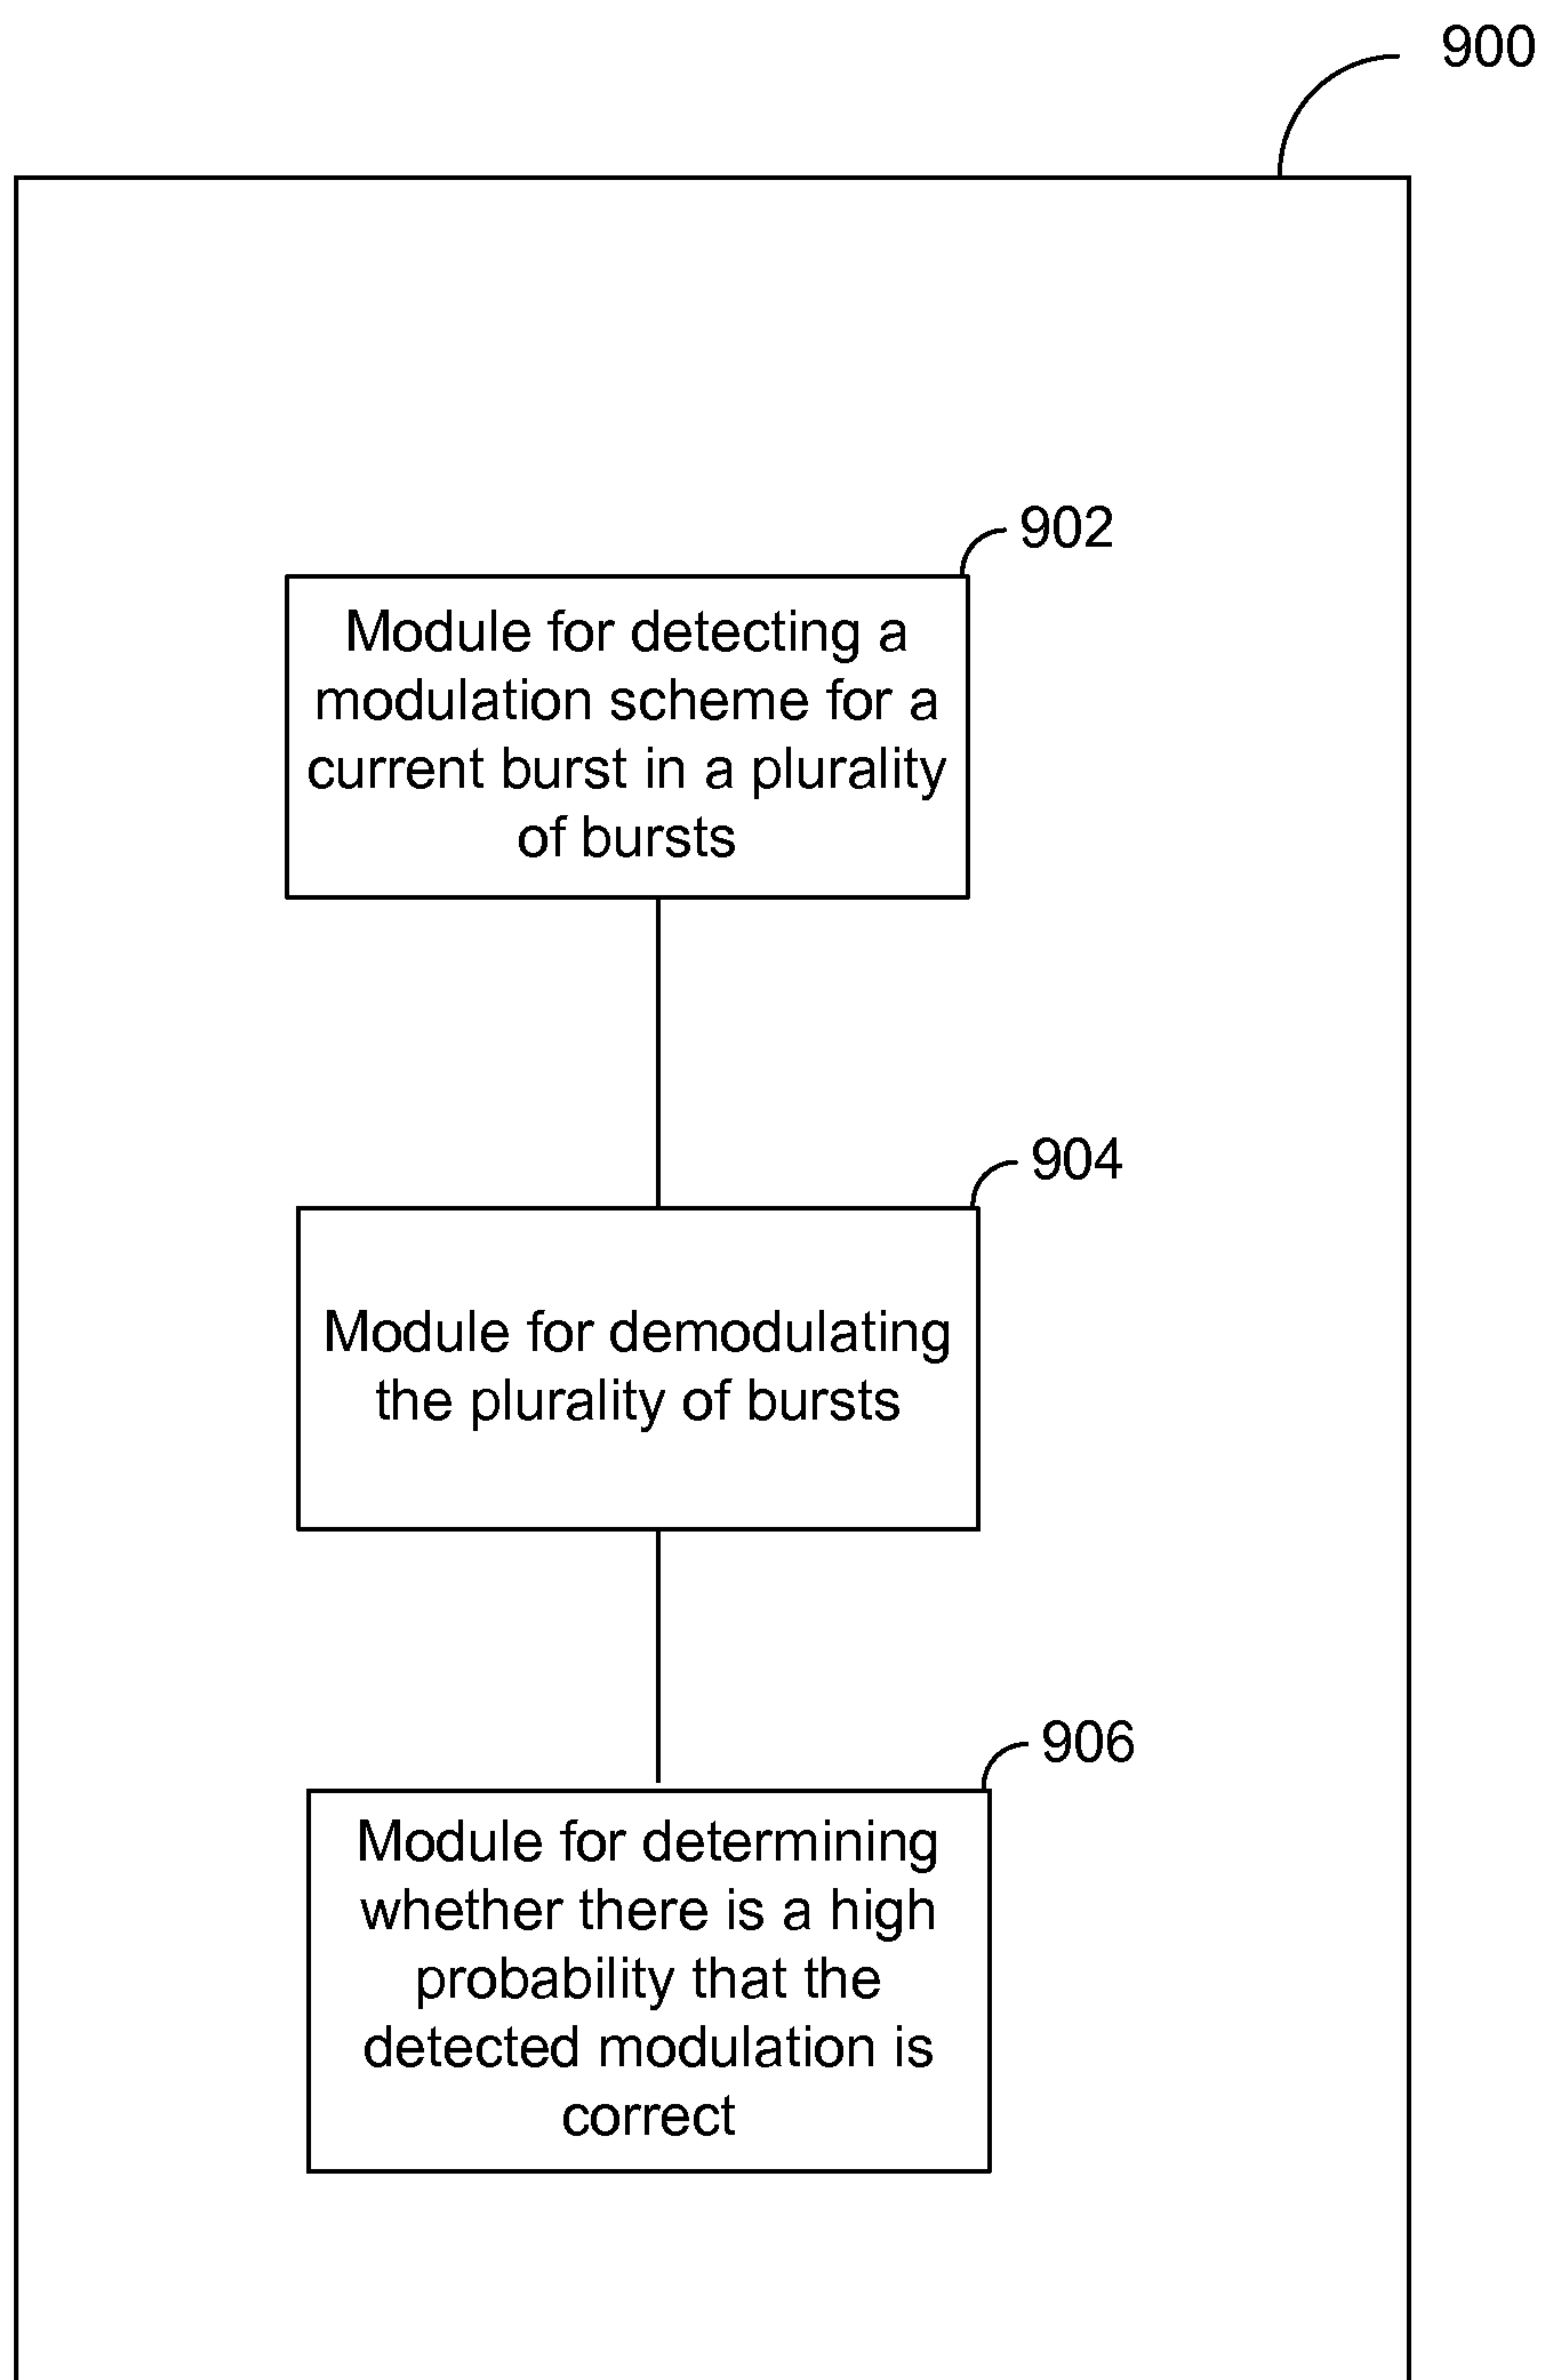 900
902
Module for detecting a
modulation scheme for a
current burst in a plurality
of bursts
904
Module for demodulating
the plurality of bursts
906
Module for determining
whether there is a high
probability that the
detected modulation is
correct